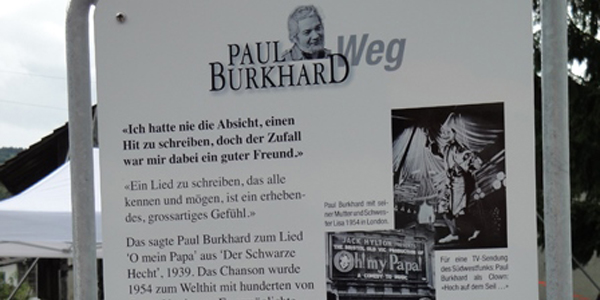 PAUL
BURKHARD Weg
«Ich hatte nie die Absicht, einen
Hit zu schreiben, doch der Zufall
war mir dabei ein guter Freund.»
«Ein Lied zu schreiben, das alle
kennen und mögen, ist ein erheben-
des, grossartiges Gefühl.»
Das sagte Paul Burkhard zum Lied
'O mein Papa' aus 'Der Schwarze
Hecht', 1939. Das Chanson wurde
1954 zum Welthit mit hunderten von
Paul Burkhard mit sei-
ner Mutter und Schwes-
ter Lisa 1954 in London.
JACK HYLTON
Oh! my Papa!
A COMEDY
Für eine TV-Sendung
des Südwestfunks Paul
Burkhard als Clown:
«Hoch auf dem Seil ...»